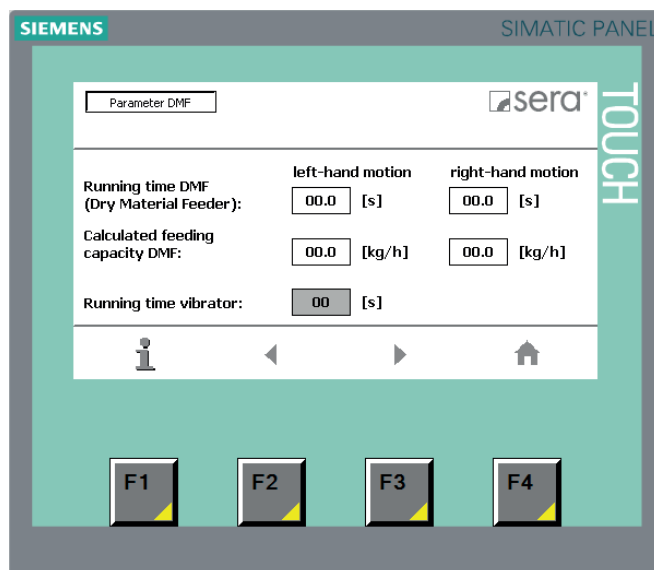 SIEMENS
SIMATIC PANEL
TOUCH
Parameter DMF
sera
left-hand motion right-hand motion
Running time DMF
(Dry Material Feeder):
00.0 [s] 00.0 [s]
Calculated feeding
capacity DMF:
00.0 [kg/h] 00.0 [kg/h]
Running time vibrator: 00 [s]
F1 F2 F3 F4